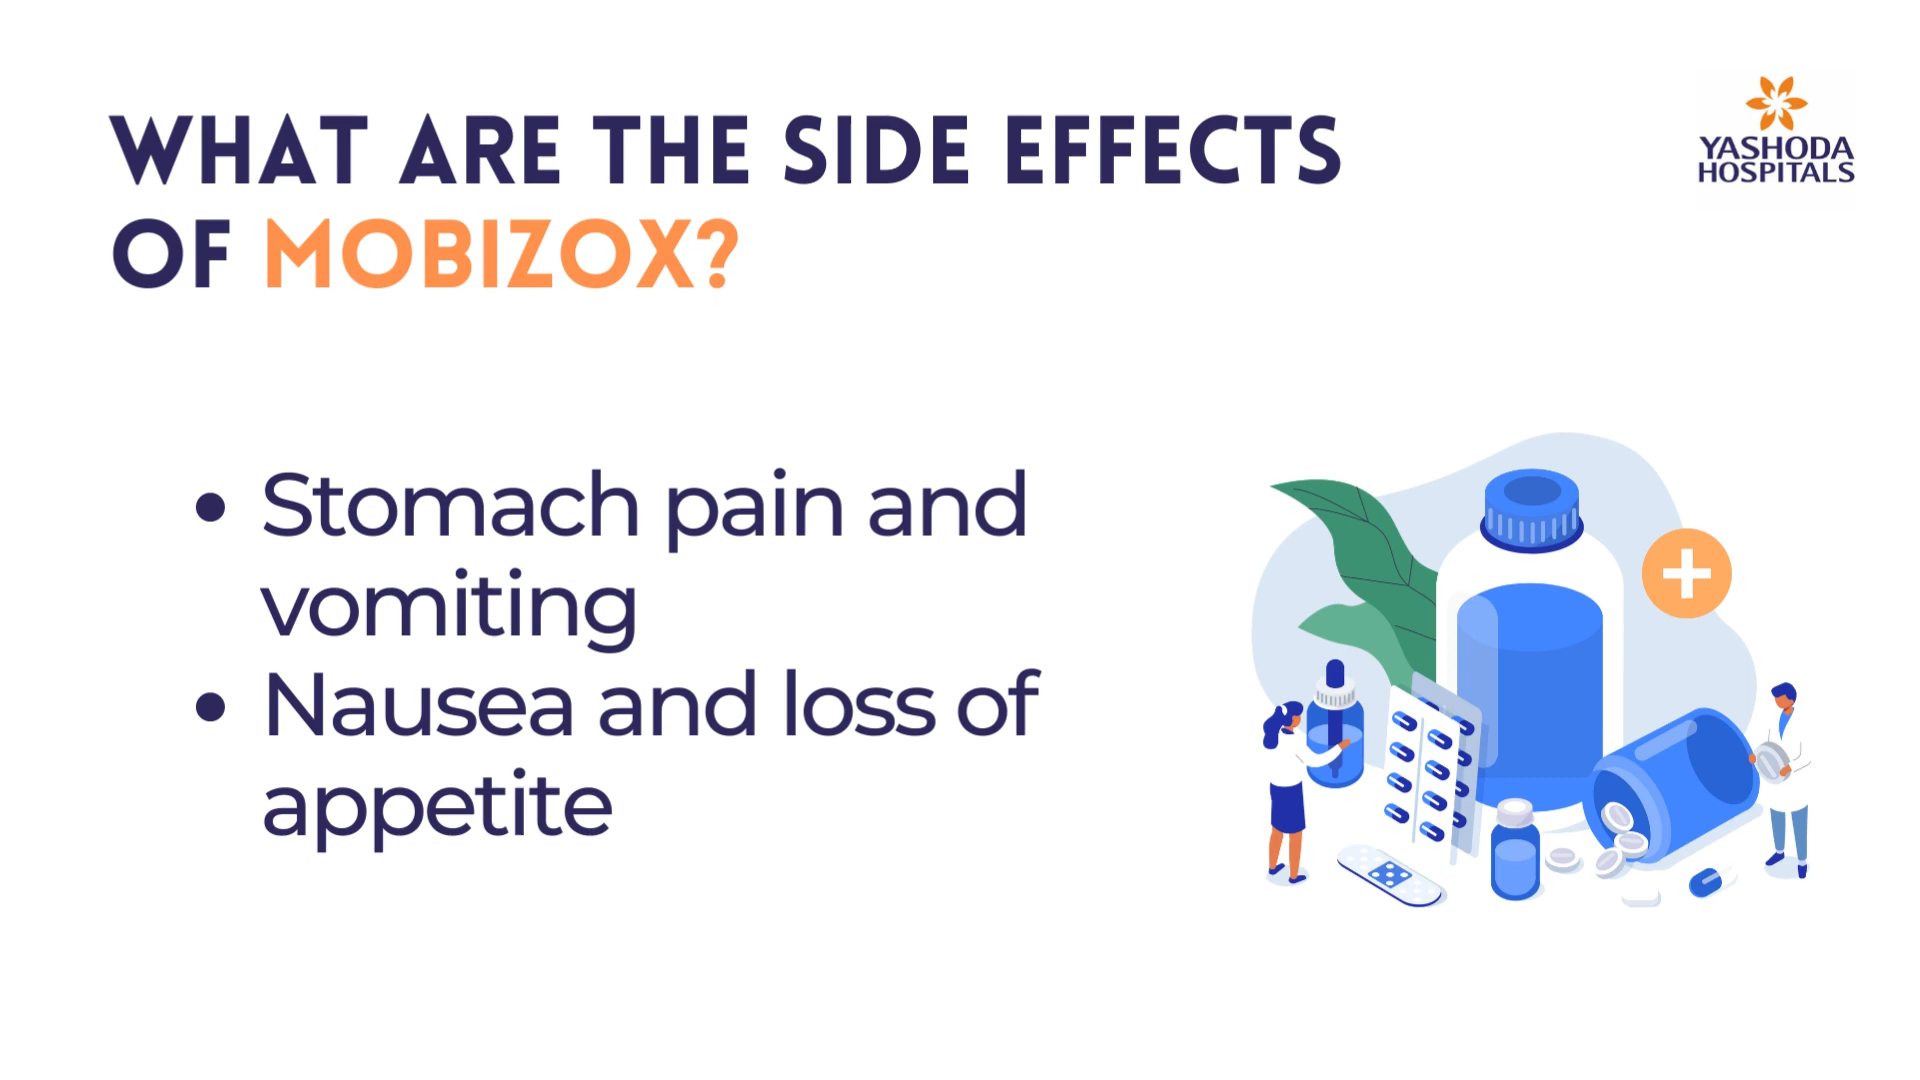 WHAT ARE THE SIDE EFFECTS
OF MOBIZOX?
YASHODA
HOSPITALS
• Stomach pain and
vomiting
• Nausea and loss of
appetite